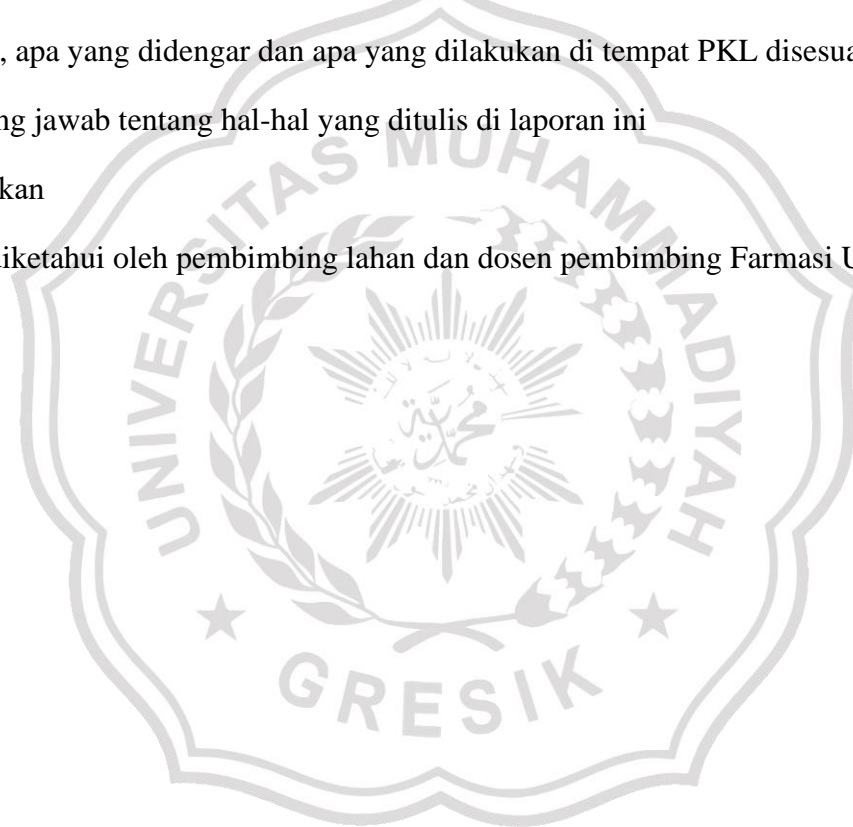 , apa yang didengar dan apa yang dilakukan di tempat PKL disesua
ng jawab tentang hal-hal yang ditulis di laporan ini
kan
iketahui oleh pembimbing lahan dan dosen pembimbing Farmasi U
UNIVERSITAS MUHAMMADIYAH
محمدية
GRESIK